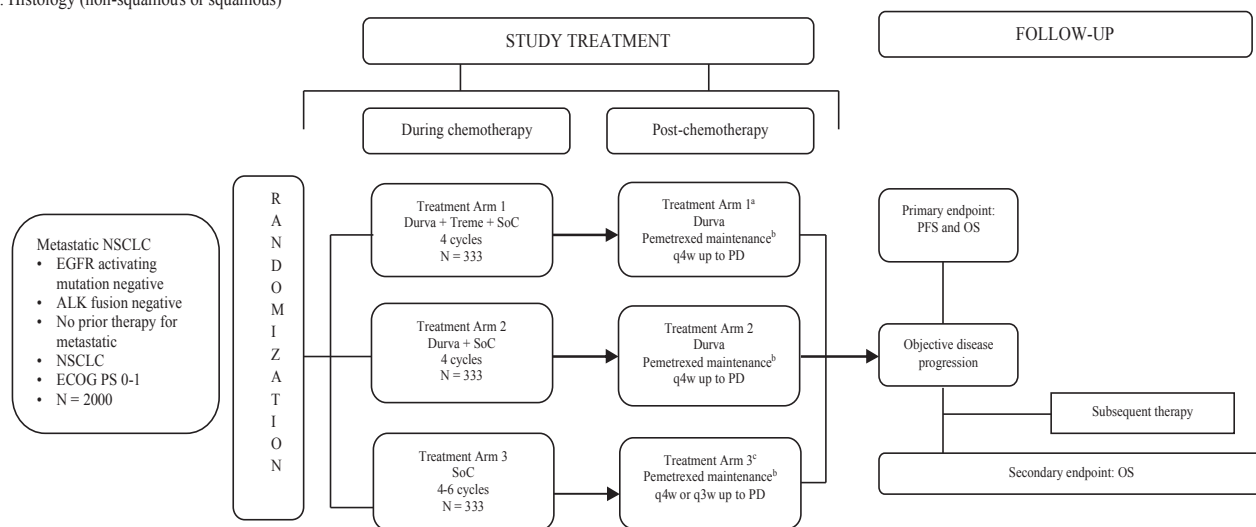 . Histology (non-squamous or squamous)
STUDY TREATMENT
FOLLOW-UP
During chemotherapy
Post-chemotherapy
Metastatic NSCLC
• EGFR activating
mutation negative
• ALK fusion negative
• No prior therapy for
metastatic
• NSCLC
• ECOG PS 0-1
• N = 2000
R
A
N
D
O
M
I
Z
A
T
I
O
N
Treatment Arm 1
Durva + Treme + SoC
4 cycles
N = 333
Treatment Arm 1ᵃ
Durva
Pemetrexed maintenanceᵇ
q4w up to PD
Treatment Arm 2
Durva + SoC
4 cycles
N = 333
Treatment Arm 2
Durva
Pemetrexed maintenanceᵇ
q4w up to PD
Treatment Arm 3
SoC
4-6 cycles
N = 333
Treatment Arm 3ᶜ
Pemetrexed maintenanceᵇ
q4w or q3w up to PD
Primary endpoint:
PFS and OS
Objective disease
progression
Subsequent therapy
Secondary endpoint: OS